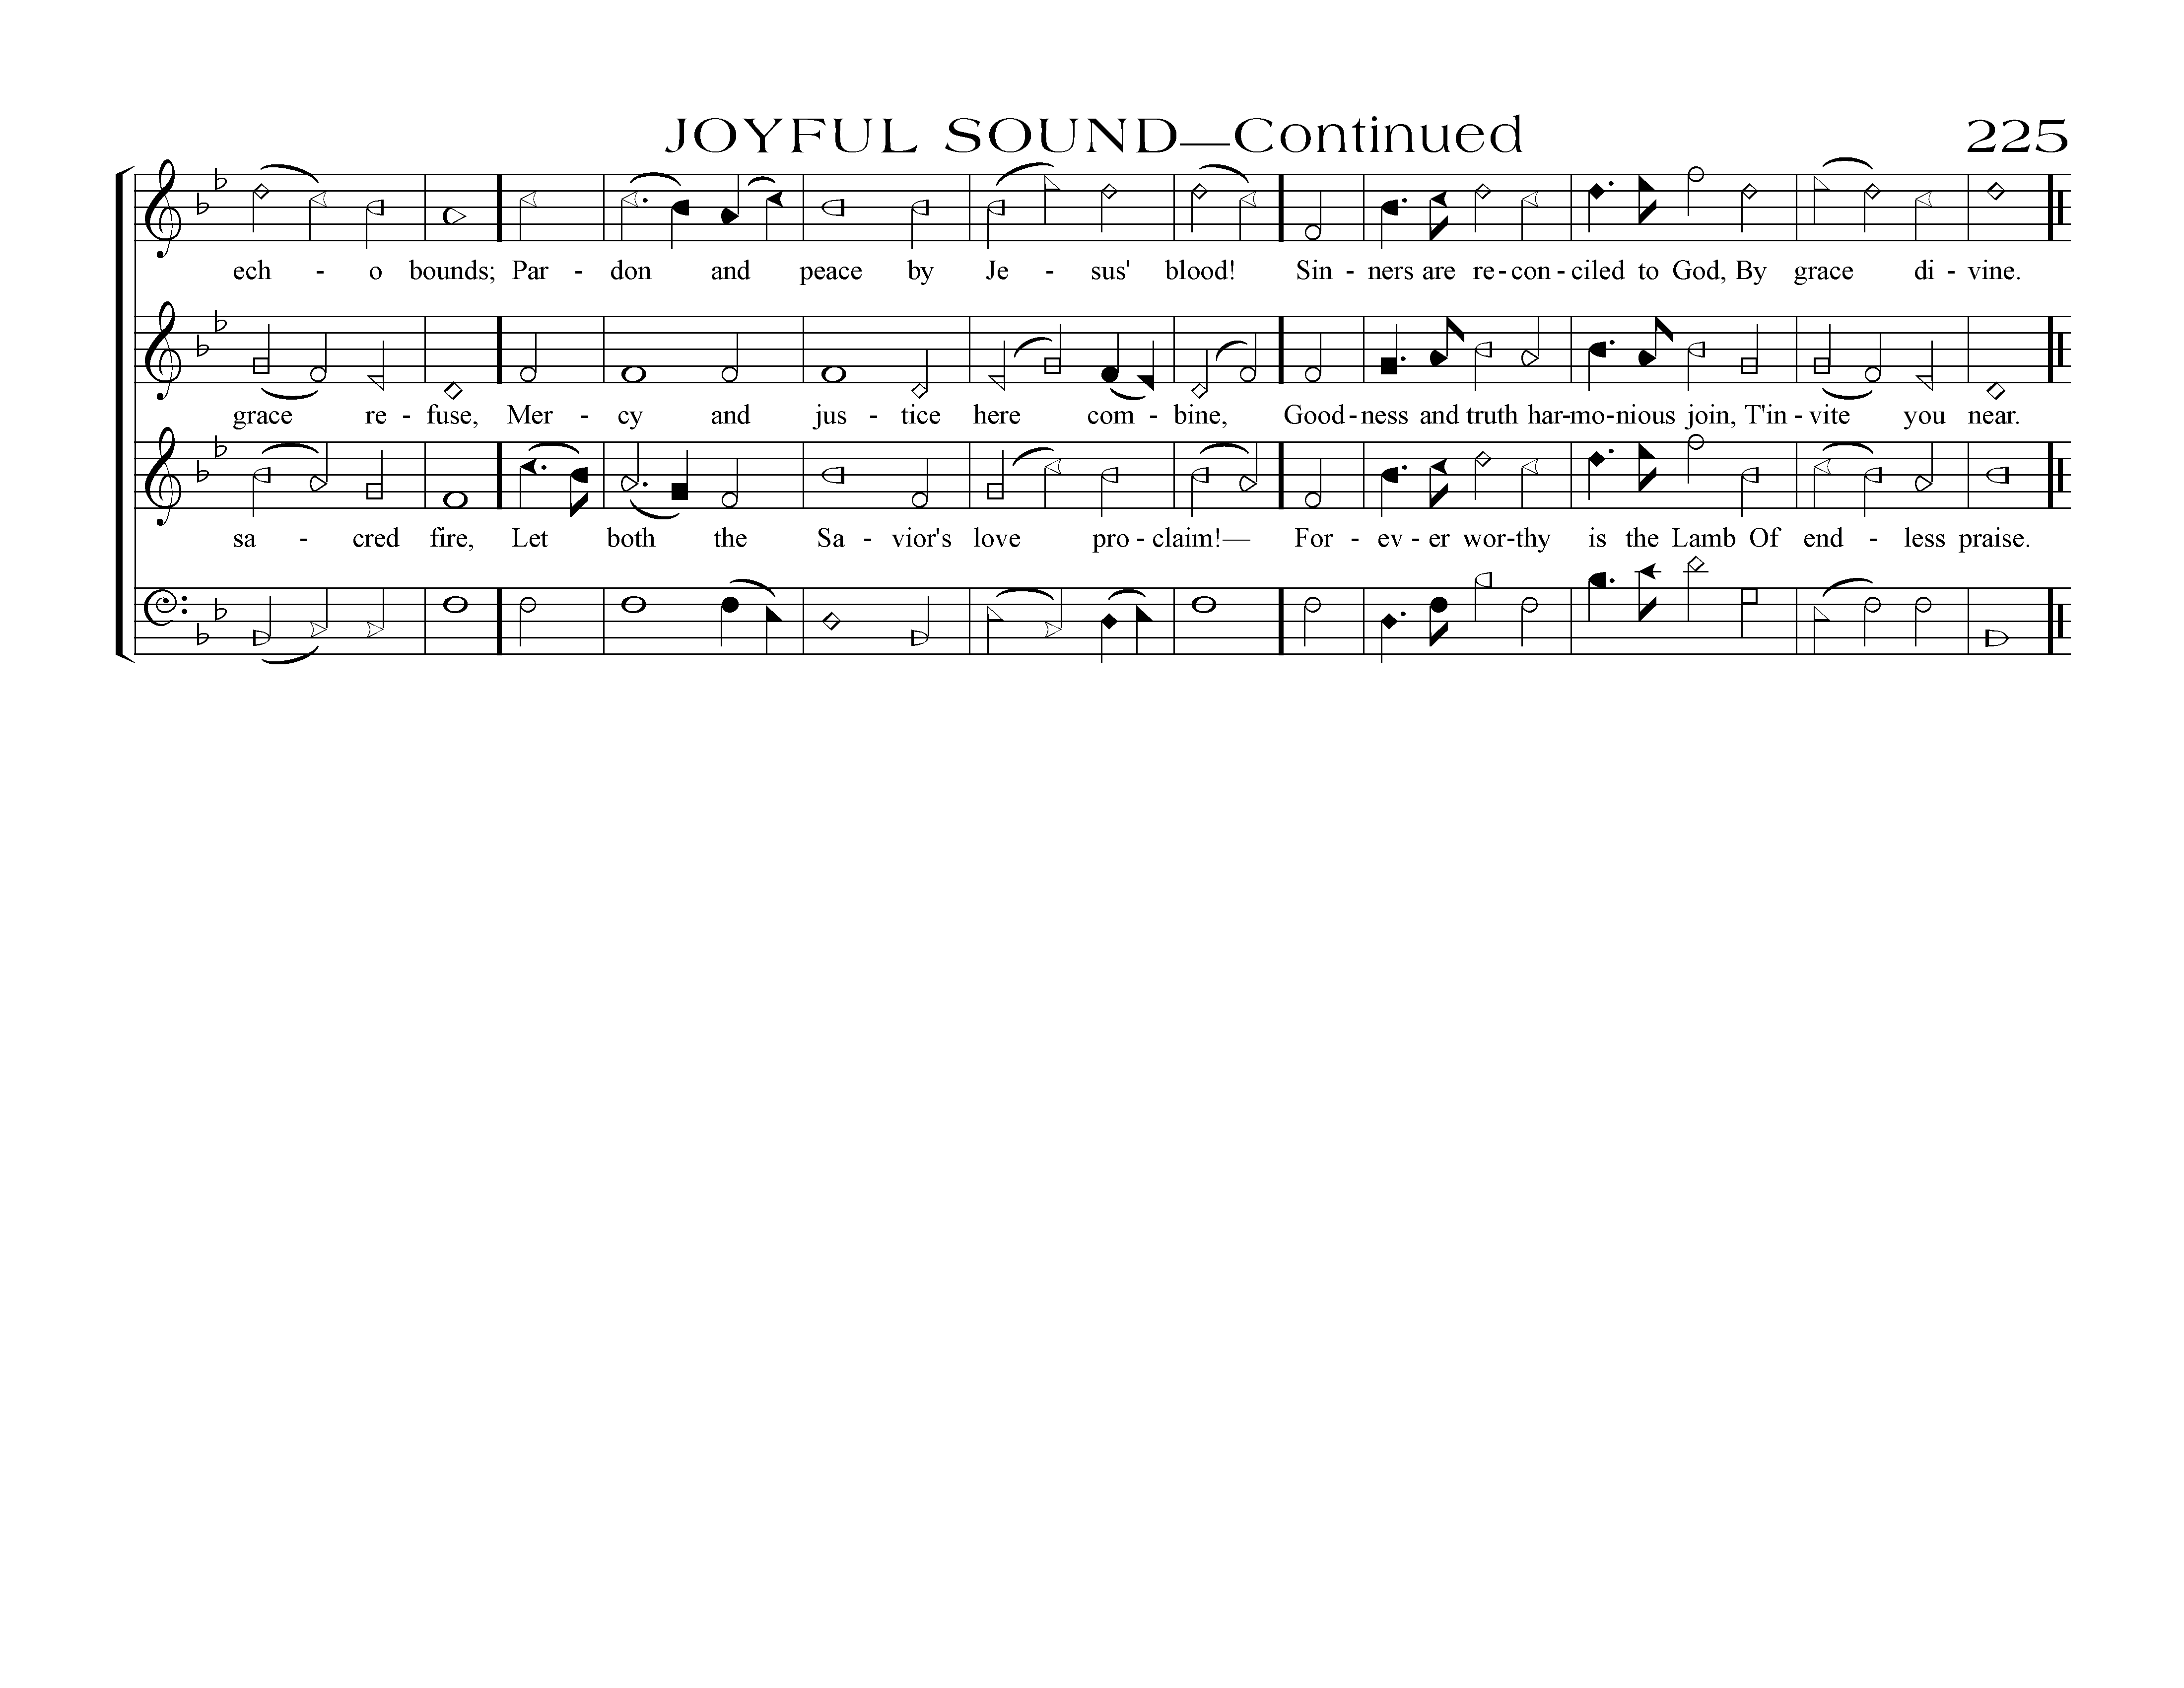 JOYFUL SOUND—Continued 225
ech - o bounds; Par - don and peace by Je - sus' blood! Sin - ners are re - con - ciled to God, By grace di - vine.
grace re - fuse, Mer - cy and jus - tice here com - bine, Good - ness and truth har-mo-nious join, T'in - vite you near.
sa - cred fire, Let both the Sa - vior's love pro - claim!— For - ev - er wor-thy is the Lamb Of end - less praise.